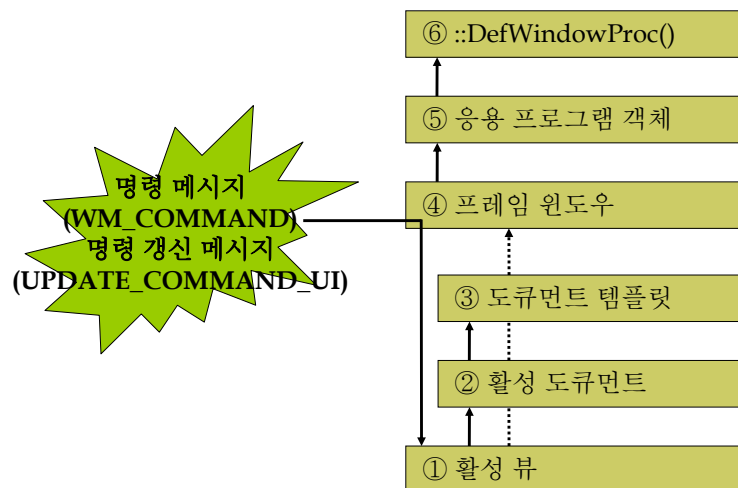 ⑥ ::DefWindowProc()
⑤ 응용 프로그램 객체
명령 메시지
(WM_COMMAND)
명령 갱신 메시지
(UPDATE_COMMAND_UI)
④ 프레임 윈도우
③ 도큐먼트 템플릿
② 활성 도큐먼트
① 활성 뷰